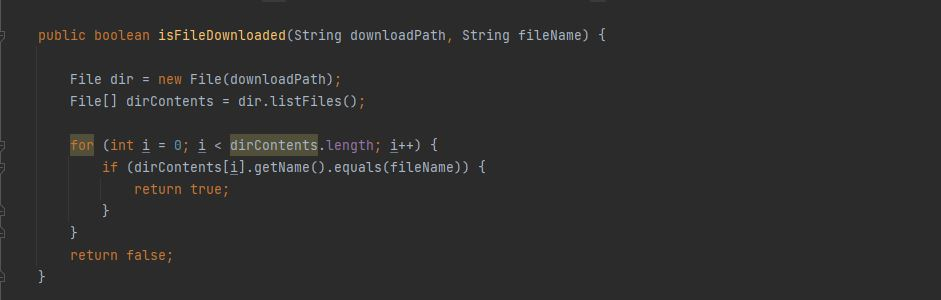 public boolean isFileDownloaded(String downloadPath, String fileName) {
File dir = new File(downloadPath);
File[] dirContents = dir.listFiles();
for (int i = 0; i < dirContents.length; i++) {
if (dirContents[i].getName().equals(fileName)) {
return true;
}
}
return false;
}